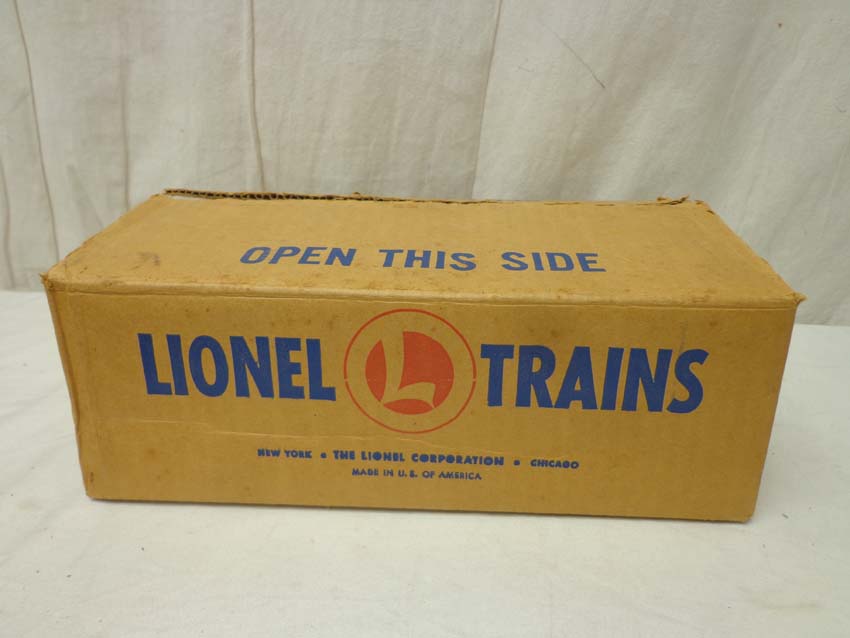 OPEN THIS SIDE
LIONEL L TRAINS
NEW YORK • THE LIONEL CORPORATION • CHICAGO
MADE IN U.S. OF AMERICA